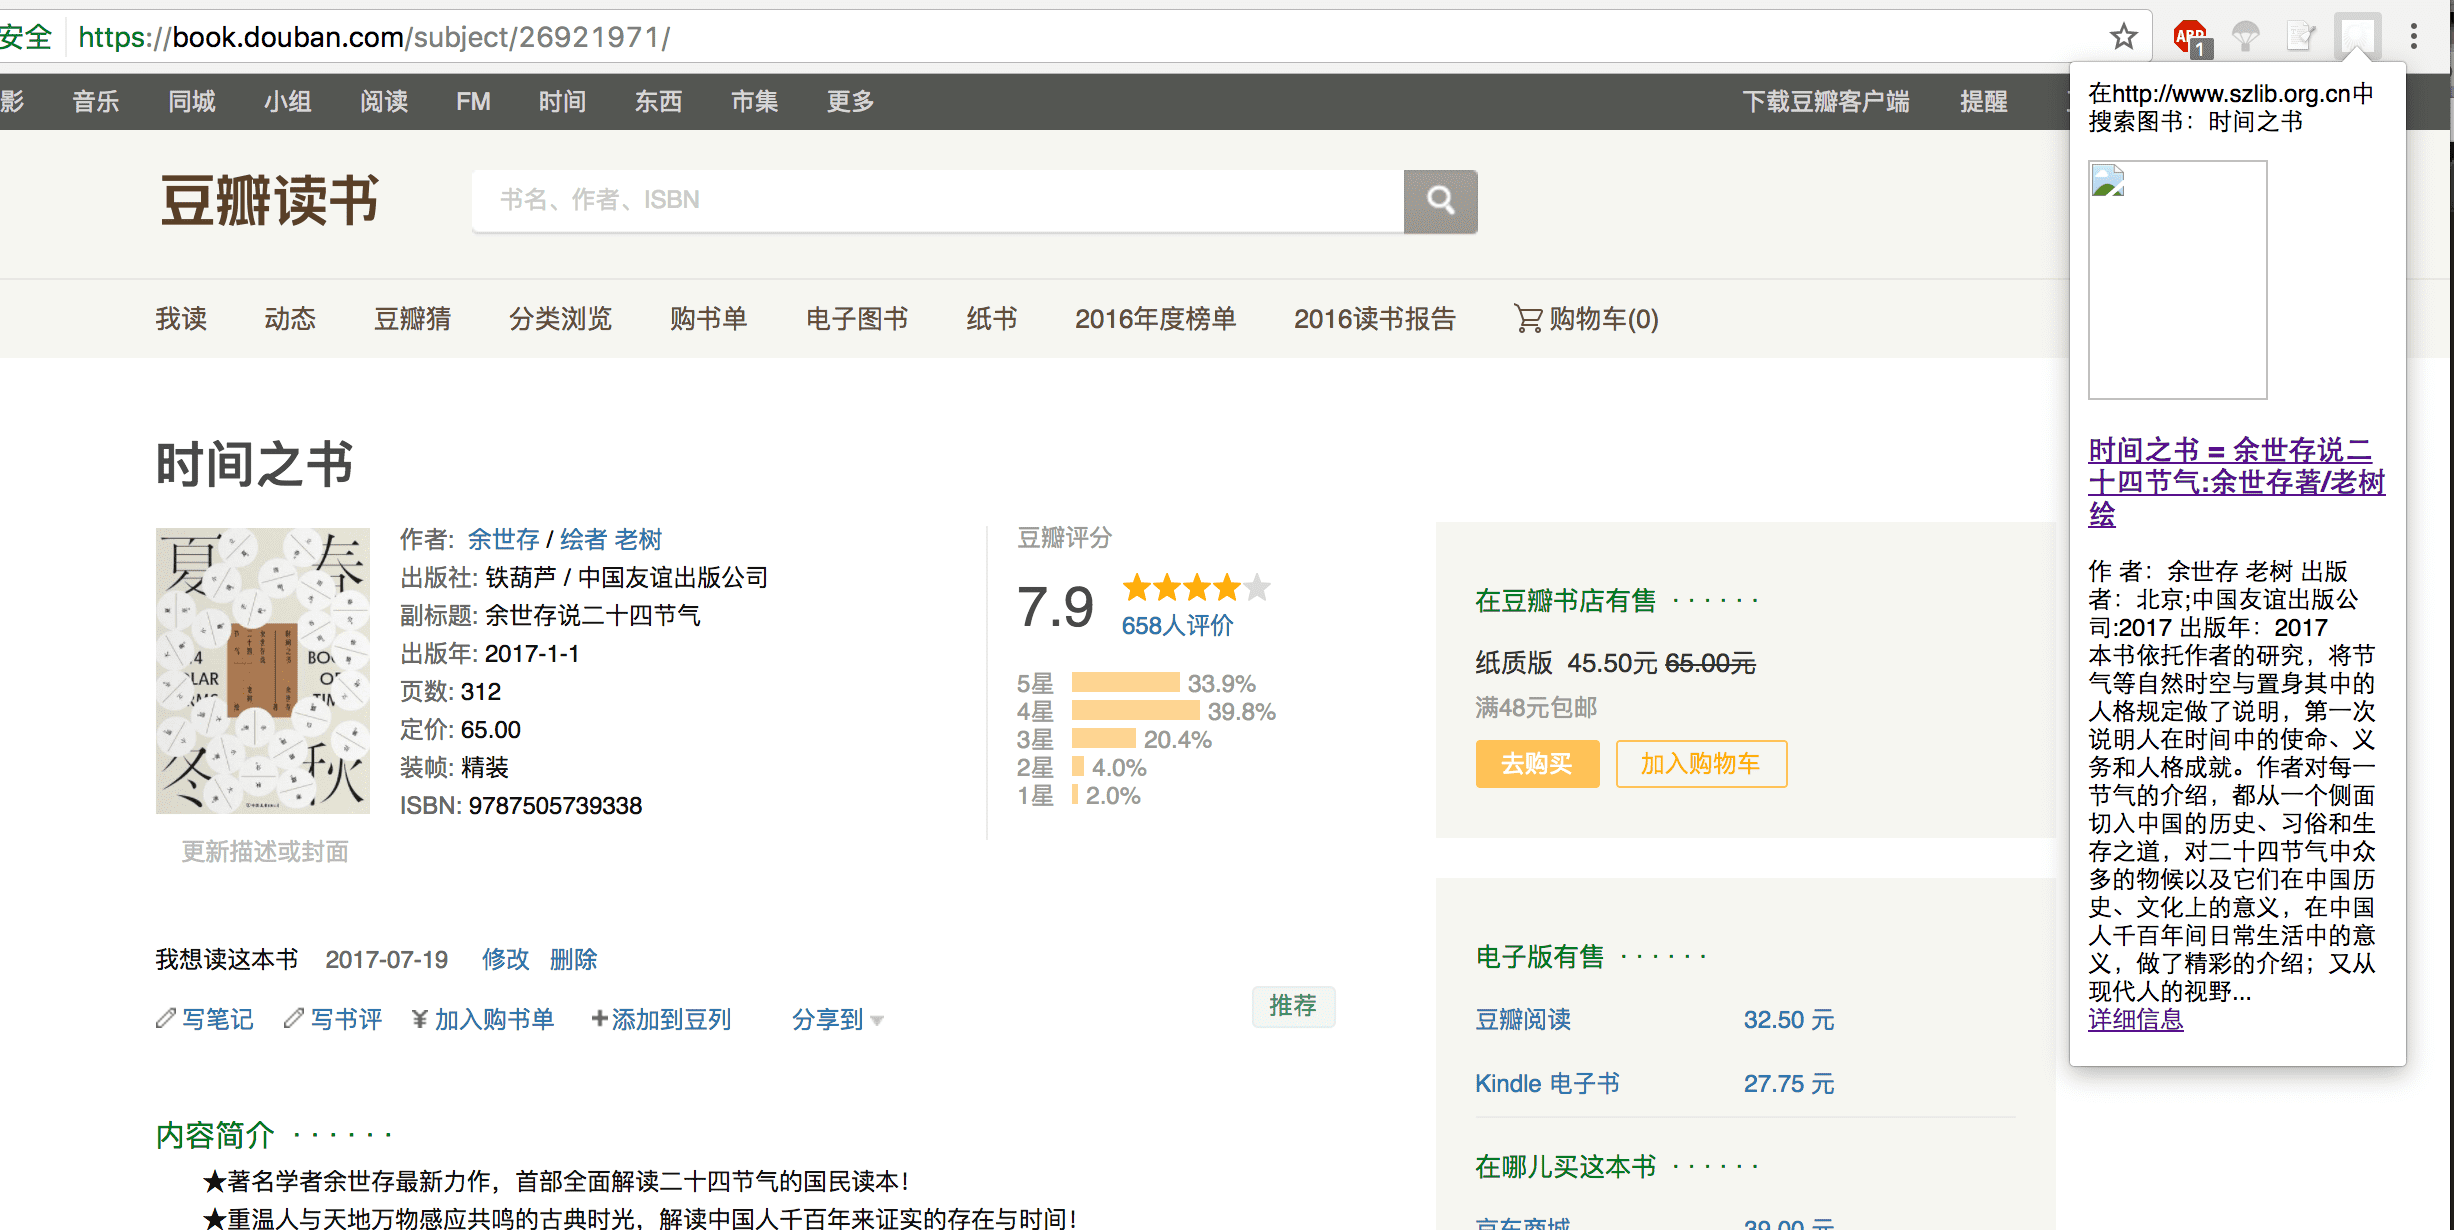 安全 https://book.douban.com/subject/26921971/
ABP 1
影 音乐 同城 小组 阅读 FM 时间 东西 市集 更多 下载豆瓣客户端 提醒
豆瓣读书
书名、作者、ISBN
我读 动态 豆瓣猜 分类浏览 购书单 电子图书 纸书 2016年度榜单 2016读书报告 购物车(0)
时间之书
夏 春
冬 秋
更新描述或封面
作者: 余世存 / 绘者 老树
出版社: 铁葫芦 / 中国友谊出版公司
副标题: 余世存说二十四节气
出版年: 2017-1-1
页数: 312
定价: 65.00
装帧: 精装
ISBN: 9787505739338
豆瓣评分
7.9
658人评价
5星 33.9%
4星 39.8%
3星 20.4%
2星 4.0%
1星 2.0%
我想读这本书 2017-07-19 修改 删除
写笔记 写书评 ¥加入购书单 +添加到豆列 分享到
推荐
内容简介 · · · · · ·
★著名学者余世存最新力作，首部全面解读二十四节气的国民读本！
★重温人与天地万物感应共鸣的古典时光，解读中国人千百年来证实的存在与时间！
在豆瓣书店有售 · · · · · ·
纸质版 45.50元 65.00元
满48元包邮
去购买 加入购物车
电子版有售 · · · · · ·
豆瓣阅读 32.50 元
Kindle 电子书 27.75 元
在哪儿买这本书 · · · · · ·
京东商城 39.00 元
在http://www.szlib.org.cn中
搜索图书：时间之书
时间之书 = 余世存说二
十四节气:余世存著/老树
绘
作 者：余世存 老树 出版
者：北京;中国友谊出版公
司:2017 出版年：2017
本书依托作者的研究，将节
气等自然时空与置身其中的
人格规定做了说明，第一次
说明人在时间中的使命、义
务和人格成就。作者对每一
节气的介绍，都从一个侧面
切入中国的历史、习俗和生
存之道，对二十四节气中众
多的物候以及它们在中国历
史、文化上的意义，在中国
人千百年间日常生活中的意
义，做了精彩的介绍；又从
现代人的视野...
详细信息